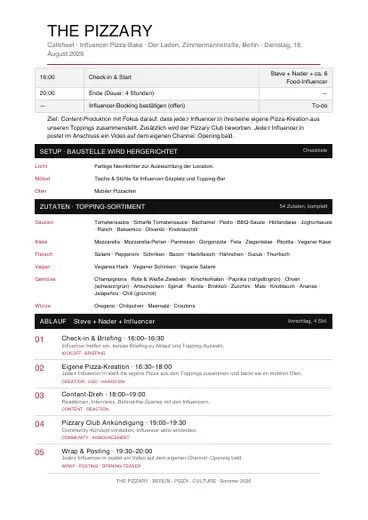 THE PIZZARY
Callsheet · Influencer Pizza-Bake · Der Laden, Zimmermannstraße, Berlin · Dienstag, 18.
August 2026
16:00 Check-in & Start Steve + Nader + ca. 6
Food-Influencer
20:00 Ende (Dauer: 4 Stunden) —
— Influencer-Booking bestätigen (offen) To-do
Ziel: Content-Produktion mit Fokus darauf, dass jede/r Influencer in ihre/seine eigene Pizza-Kreation aus
unseren Toppings zusammenstellt. Zusätzlich wird der Pizzary Club beworben. Jede/r Influencer in
postet im Anschluss ein Video auf dem eigenen Channel: Opening bald.
SETUP · BAUSTELLE WIRD HERGERICHTET Checkliste
Licht Farbige Neonlichter zur Ausleuchtung der Location
Möbel Tische & Stühle für Influencer-Sitzplatz und Topping-Bar
Ofen Mobiler Pizzaofen
ZUTATEN · TOPPING-SORTIMENT 54 Zutaten, komplett
Saucen Tomatensauce · Scharfe Tomatensauce · Béchamel · Pesto · BBQ-Sauce · Hollandaise · Joghurtsauce
· Ranch · Balsamico · Olivenöl · Knoblauchöl
Käse Mozzarella · Mozzarella-Perlen · Parmesan · Gorgonzola · Feta · Ziegenkäse · Ricotta · Veganer Käse
Fleisch Salami · Pepperoni · Schinken · Bacon · Hackfleisch · Hähnchen · Sucuk · Thunfisch
Vegan Veganes Hack · Veganer Schinken · Vegane Salami
Gemüse Champignons · Rote & Weiße Zwiebeln · Kirschtomaten · Paprika (rot/gelb/grün) · Oliven
(schwarz/grün) · Artischocken · Spinat · Rucola · Brokkoli · Zucchini · Mais · Knoblauch · Ananas ·
Jalapeños · Chili (grün/rot)
Würze Oregano · Chilipulver · Meersalz · Croutons
ABLAUF Steve + Nader + Influencer Vorschlag, 4 Std.
01 Check-in & Briefing · 16:00–16:30
Influencer treffen ein, kurzes Briefing zu Ablauf und Topping-Auswahl.
KICKOFF · BRIEFING
02 Eigene Pizza-Kreation · 16:30–18:00
Jede/r Influencer in stellt die eigene Pizza aus den Toppings zusammen und backt sie im mobilen Ofen.
CREATION · UGC · HANDS-ON
03 Content-Dreh · 18:00–19:00
Reaktionen, Interviews, Behind-the-Scenes mit den Influencern.
CONTENT · REACTION
04 Pizzary Club Ankündigung · 19:00–19:30
Community-Konzept vorstellen, Influencer aktiv einbinden.
COMMUNITY · ANNOUNCEMENT
05 Wrap & Posting · 19:30–20:00
Jede/r Influencer in postet ein Video auf dem eigenen Channel: Opening bald.
WRAP · POSTING · OPENING-TEASER
THE PIZZARY · BERLIN · PIZZA · CULTURE · Sommer 2026